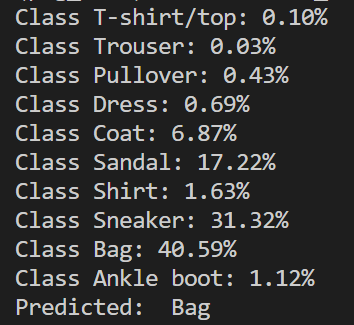 Class T-shirt/top: 0.10%
Class Trouser: 0.03%
Class Pullover: 0.43%
Class Dress: 0.69%
Class Coat: 6.87%
Class Sandal: 17.22%
Class Shirt: 1.63%
Class Sneaker: 31.32%
Class Bag: 40.59%
Class Ankle boot: 1.12%
Predicted:  Bag